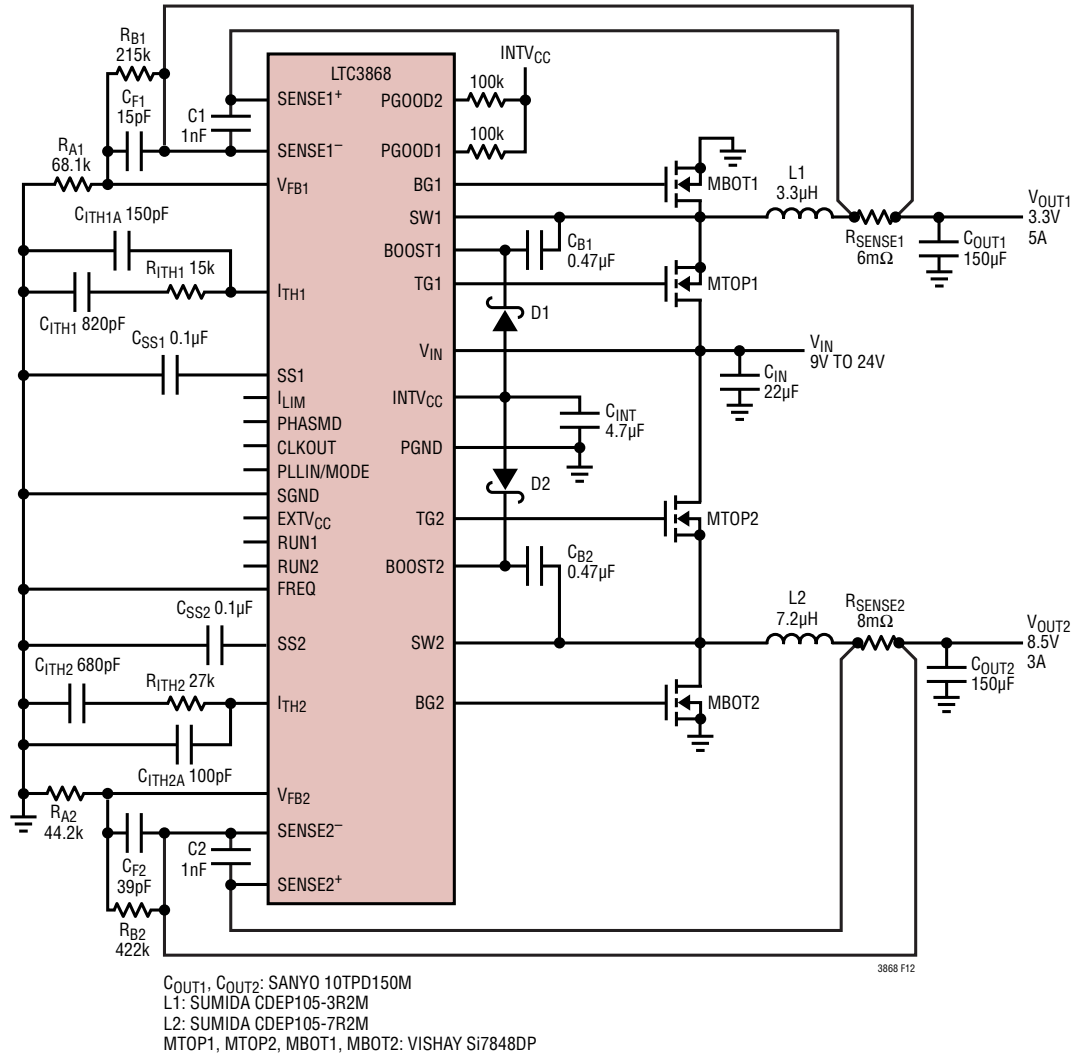 RB1
215k
CF1
15pF
RA1
68.1k
C1
1nF
CITH1A 150pF
RITH1 15k
CITH1 820pF
CSS1 0.1µF
CSS2 0.1µF
CITH2 680pF
RITH2 27k
CITH2A 100pF
RA2
44.2k
CF2
39pF
RB2
422k
C2
1nF
LTC3868
SENSE1+
SENSE1–
VFB1
ITH1
SS1
ILIM
PHASMD
CLKOUT
PLLIN/MODE
SGND
EXTVCC
RUN1
RUN2
FREQ
SS2
ITH2
VFB2
SENSE2–
SENSE2+
PGOOD2
PGOOD1
BG1
SW1
BOOST1
TG1
VIN
INTVCC
PGND
TG2
BOOST2
SW2
BG2
INTVCC
100k
100k
MBOT1
L1
3.3µH
CB1
0.47µF
MTOP1
D1
RSENSE1
6mΩ
COUT1
150µF
VOUT1
3.3V
5A
VIN
9V TO 24V
CIN
22µF
CINT
4.7µF
D2
MTOP2
CB2
0.47µF
L2
7.2µH
RSENSE2
8mΩ
VOUT2
8.5V
3A
COUT2
150µF
MBOT2
3868 F12
COUT1, COUT2: SANYO 10TPD150M
L1: SUMIDA CDEP105-3R2M
L2: SUMIDA CDEP105-7R2M
MTOP1, MTOP2, MBOT1, MBOT2: VISHAY Si7848DP